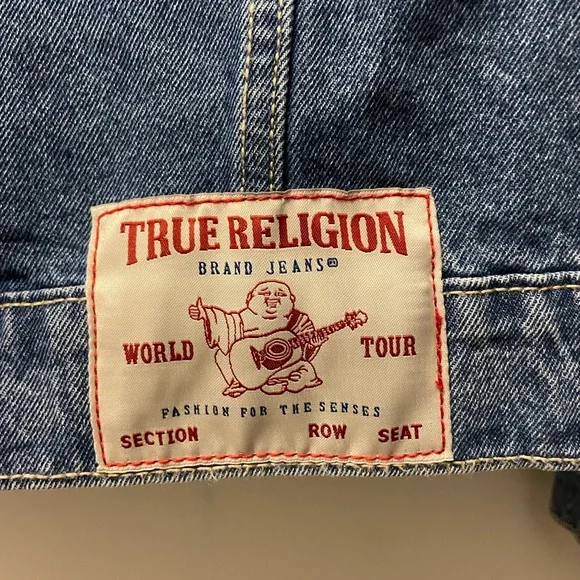 TRUE RELIGION
BRAND JEANS®
WORLD TOUR
FASHION FOR THE SENSES
SECTION ROW SEAT